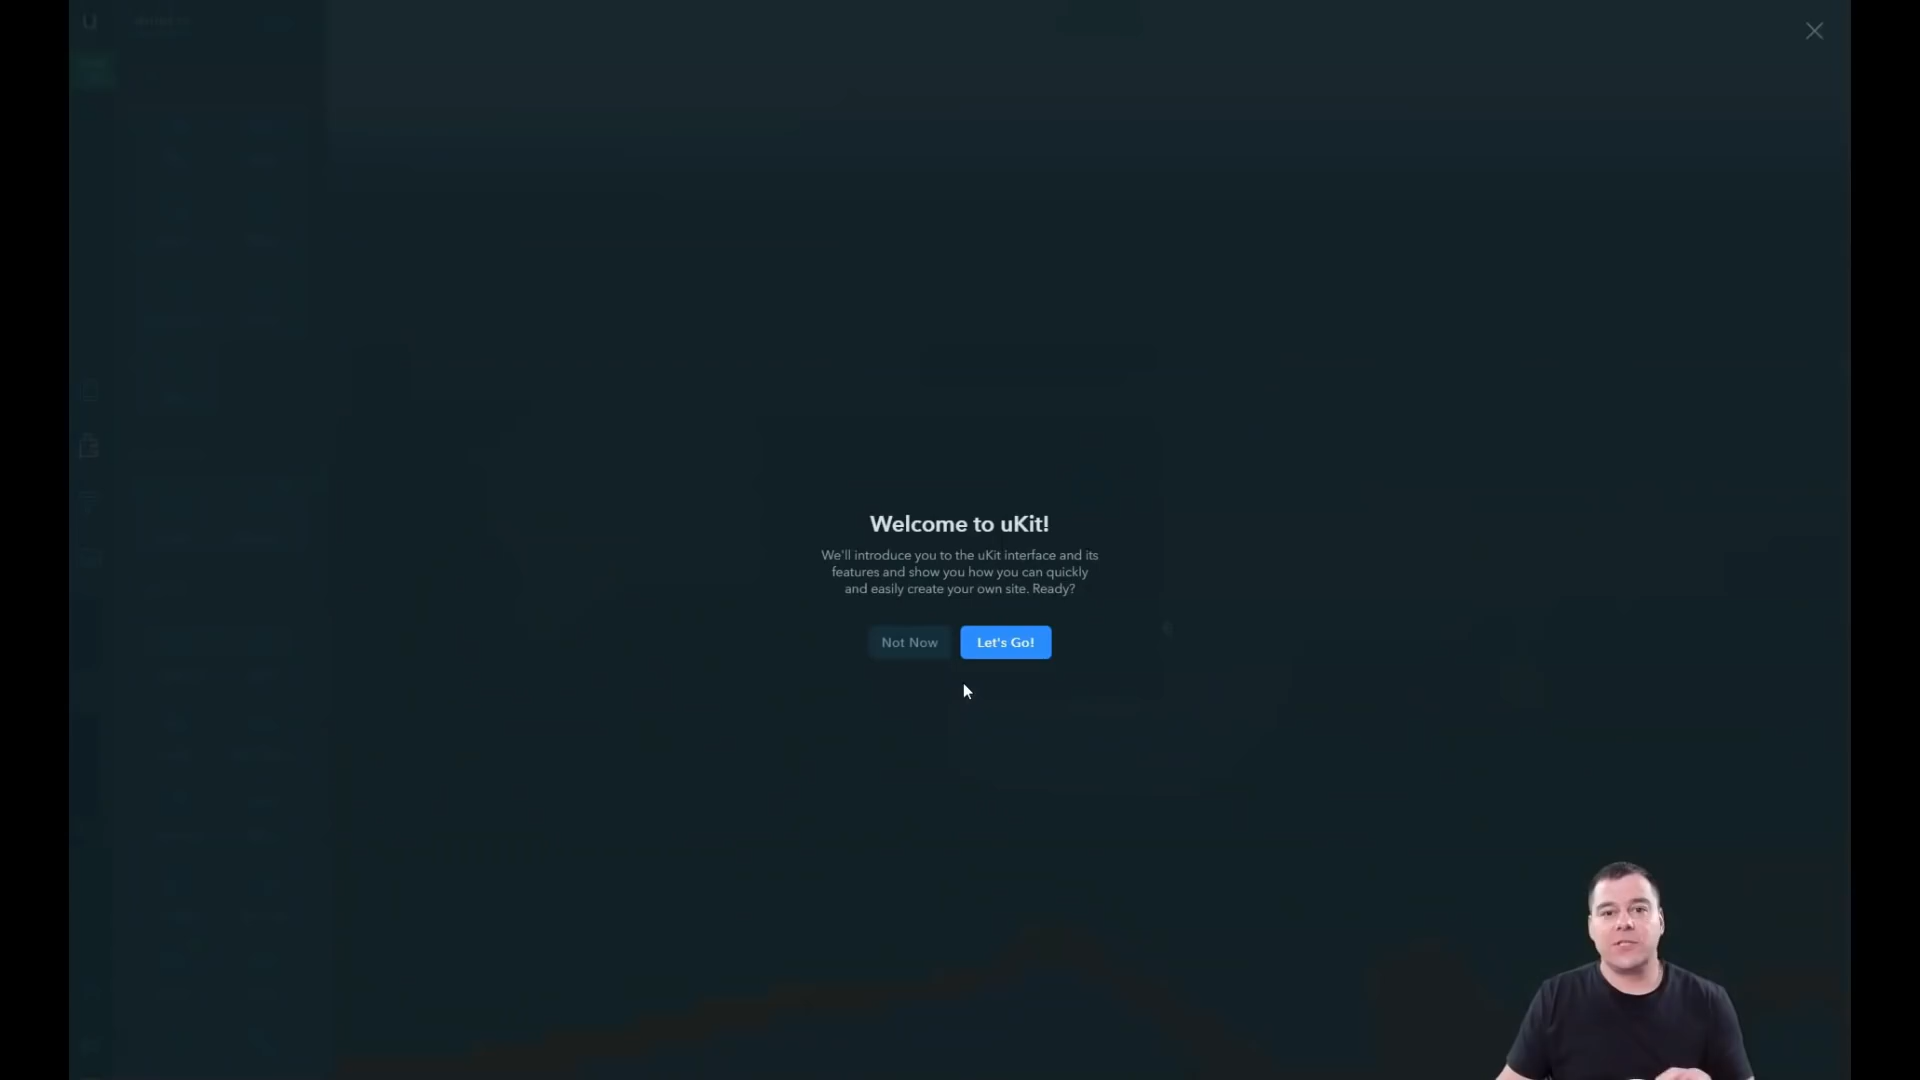 Welcome to uKit!
We'll introduce you to the uKit interface and its
features and show you how you can quickly
and easily create your own site. Ready?
Not Now
Let's Go!